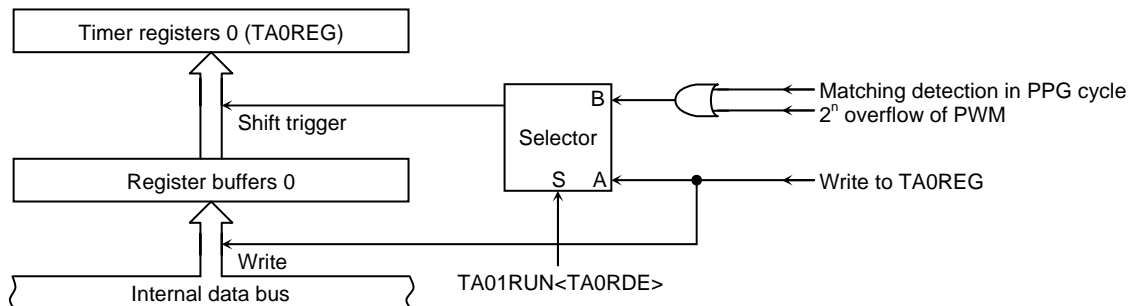 Timer registers 0 (TA0REG)
B
Matching detection in PPG cycle
2ⁿ overflow of PWM
Shift trigger
Selector
Register buffers 0
S
A
Write to TA0REG
Write
TA01RUN<TA0RDE>
Internal data bus